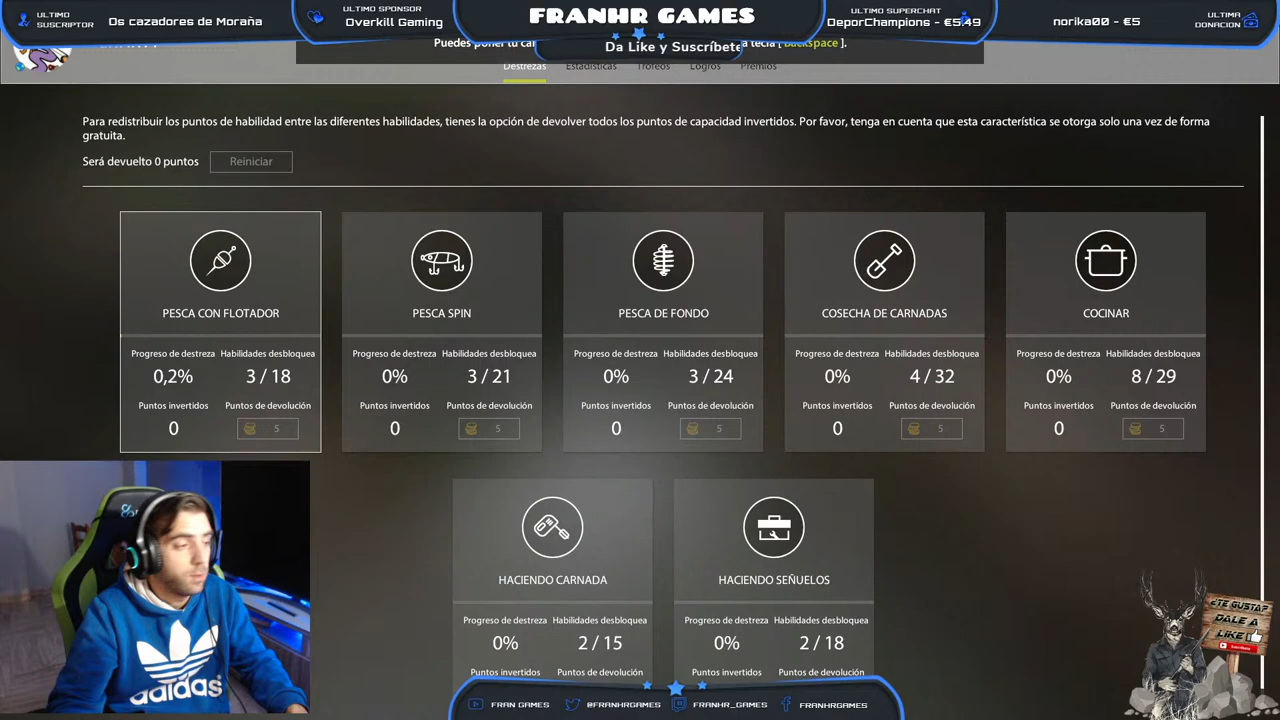 ULTIMO SUSCRIPTOR
Os cazadores de Moraña
ULTIMO SPONSOR
Overkill Gaming
FRANHR GAMES
ULTIMO SUPERCHAT
DeporChampions - €5.49
norika00 - €5
ULTIMA DONACION
Puedes poner tu
tecla [ Backspace ].
Da Like y Suscríbete
Destrezas Estadísticas Trofeos Logros Premios
Para redistribuir los puntos de habilidad entre las diferentes habilidades, tienes la opción de devolver todos los puntos de capacidad invertidos. Por favor, tenga en cuenta que esta característica se otorga solo una vez de forma
gratuita.
Será devuelto 0 puntos Reiniciar
PESCA CON FLOTADOR
Progreso de destreza Habilidades desbloquea
0,2% 3 / 18
Puntos invertidos Puntos de devolución
0 5
PESCA SPIN
Progreso de destreza Habilidades desbloquea
0% 3 / 21
Puntos invertidos Puntos de devolución
0 5
PESCA DE FONDO
Progreso de destreza Habilidades desbloquea
0% 3 / 24
Puntos invertidos Puntos de devolución
0 5
COSECHA DE CARNADAS
Progreso de destreza Habilidades desbloquea
0% 4 / 32
Puntos invertidos Puntos de devolución
0 5
COCINAR
Progreso de destreza Habilidades desbloquea
0% 8 / 29
Puntos invertidos Puntos de devolución
0 5
HACIENDO CARNADA
Progreso de destreza Habilidades desbloquea
0% 2 / 15
Puntos invertidos Puntos de devolución
HACIENDO SEÑUELOS
Progreso de destreza Habilidades desbloquea
0% 2 / 18
Puntos invertidos Puntos de devolución
adidas
¿TE GUSTA?
DALE A
LIKE
FRAN GAMES @FRANHRGAMES FRANHR_GAMES FRANHRGAMES